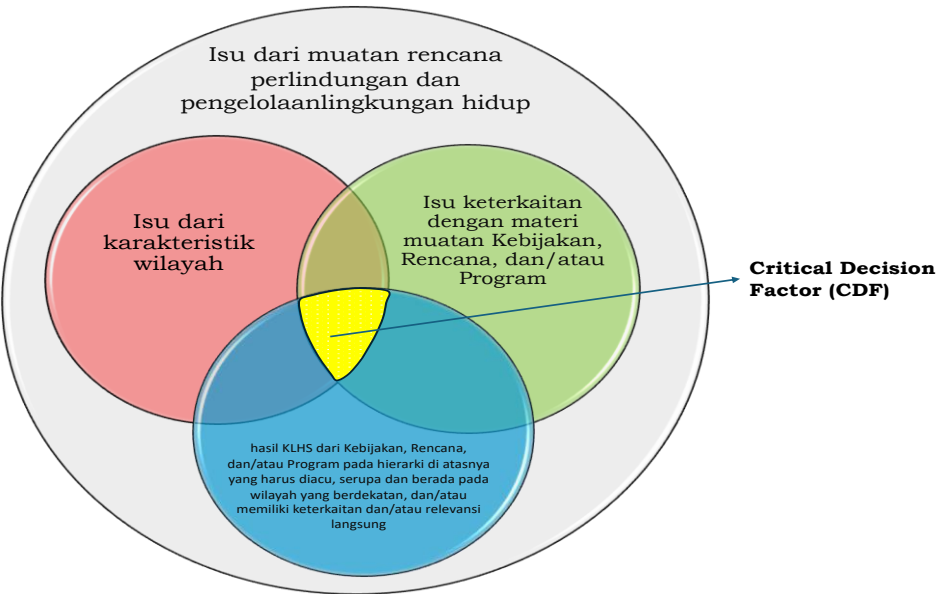 Isu dari muatan rencana
perlindungan dan
pengelolaanlingkungan hidup
Isu dari
karakteristik
wilayah
Isu keterkaitan
dengan materi
muatan Kebijakan,
Rencana, dan/atau
Program
Critical Decision
Factor (CDF)
hasil KLHS dari Kebijakan, Rencana,
dan/atau Program pada hierarki di atasnya
yang harus diacu, serupa dan berada pada
wilayah yang berdekatan, dan/atau
memiliki keterkaitan dan/atau relevansi
langsung